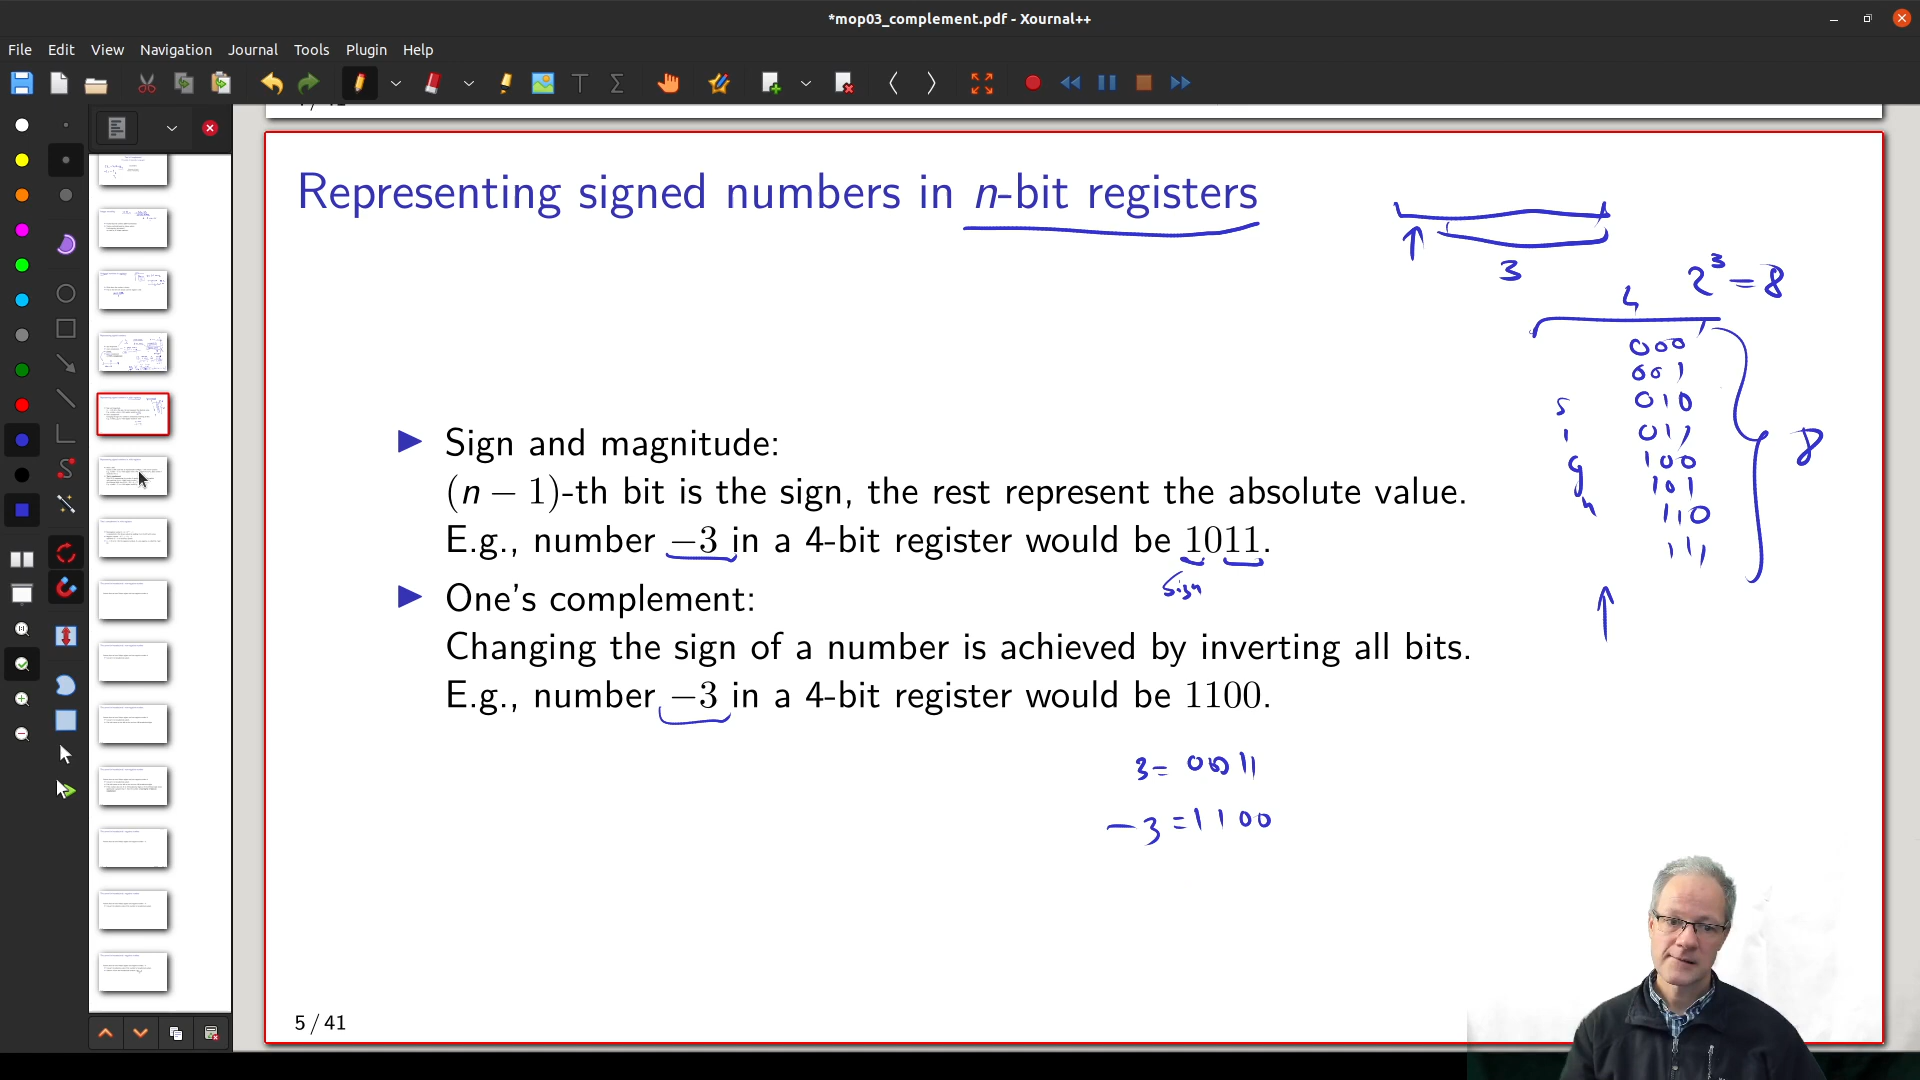 *mop03_complement.pdf - Xournal++
File Edit View Navigation Journal Tools Plugin Help
Representing signed numbers in n-bit registers
3
2³ = 8
4
000
001
010
011
100
101
110
111
s
i
g
n
8
▶ Sign and magnitude:
(n − 1)-th bit is the sign, the rest represent the absolute value.
E.g., number −3 in a 4-bit register would be 1011.
Sign
▶ One's complement:
Changing the sign of a number is achieved by inverting all bits.
E.g., number −3 in a 4-bit register would be 1100.
3 = 0011
−3 = 1100
5 / 41